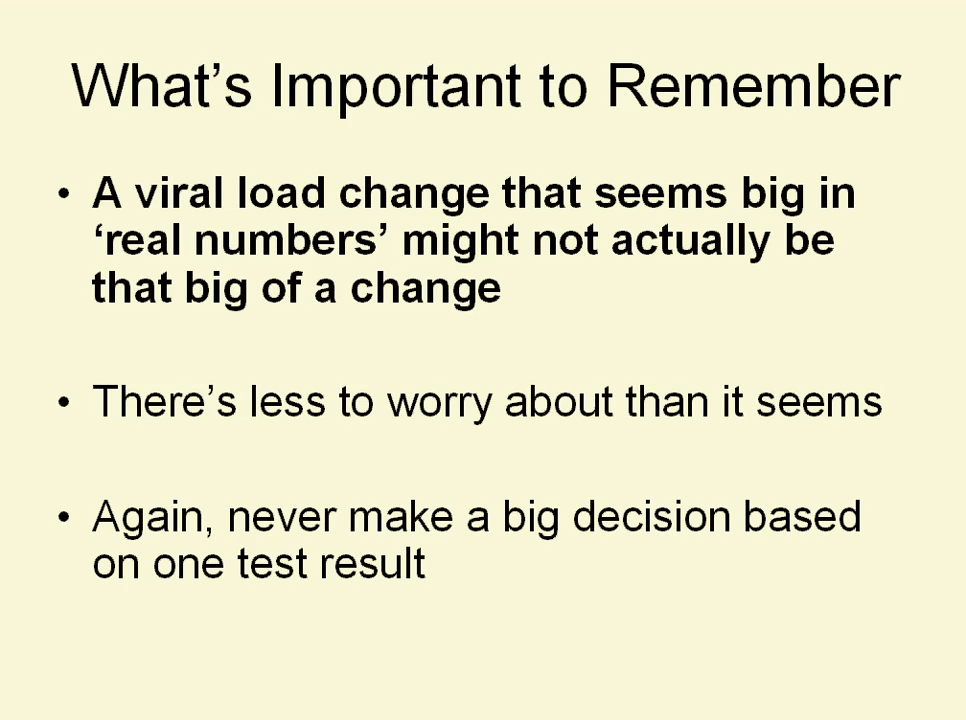 What’s Important to Remember
• A viral load change that seems big in
‘real numbers’ might not actually be
that big of a change
• There’s less to worry about than it seems
• Again, never make a big decision based
on one test result